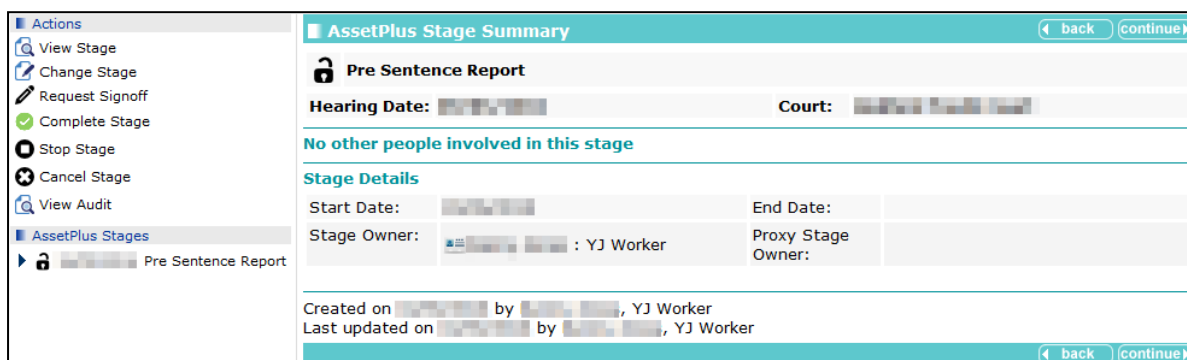 Actions
View Stage
Change Stage
Request Signoff
Complete Stage
Stop Stage
Cancel Stage
View Audit
AssetPlus Stages
Pre Sentence Report
AssetPlus Stage Summary
back continue
Pre Sentence Report
Hearing Date: Court:
No other people involved in this stage
Stage Details
Start Date: End Date:
Stage Owner: : YJ Worker Proxy Stage
Owner:
Created on by , YJ Worker
Last updated on by , YJ Worker
back continue